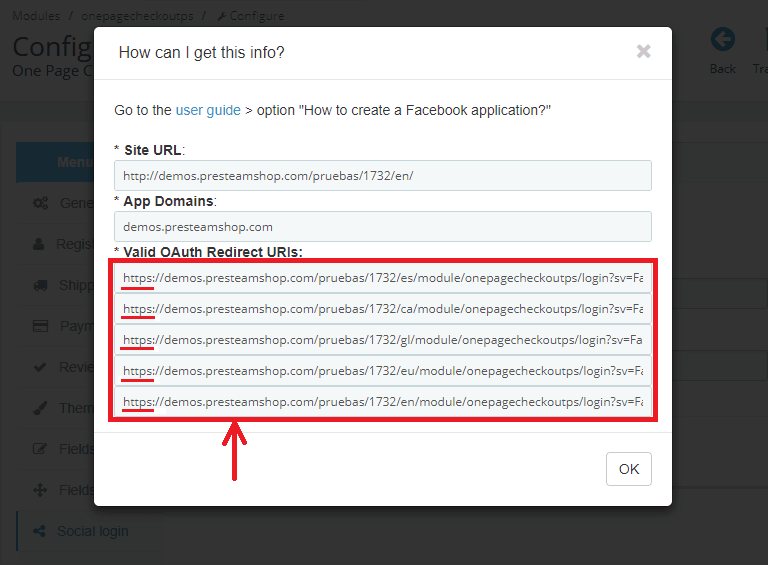 Modules / onepagecheckoutps / Configure
Config
One Page C
Back
Tra
How can I get this info?
Go to the user guide > option "How to create a Facebook application?"
* Site URL:
http://demos.presteamshop.com/pruebas/1732/en/
* App Domains:
demos.presteamshop.com
* Valid OAuth Redirect URIs:
https://demos.presteamshop.com/pruebas/1732/es/module/onepagecheckoutps/login?sv=Fa
https://demos.presteamshop.com/pruebas/1732/ca/module/onepagecheckoutps/login?sv=Fa
https://demos.presteamshop.com/pruebas/1732/gl/module/onepagecheckoutps/login?sv=Fa
https://demos.presteamshop.com/pruebas/1732/eu/module/onepagecheckoutps/login?sv=Fa
https://demos.presteamshop.com/pruebas/1732/en/module/onepagecheckoutps/login?sv=Fa
OK
Menu
Gene
Regist
Shipp
Paym
Revie
Them
Fields
Fields
Social login